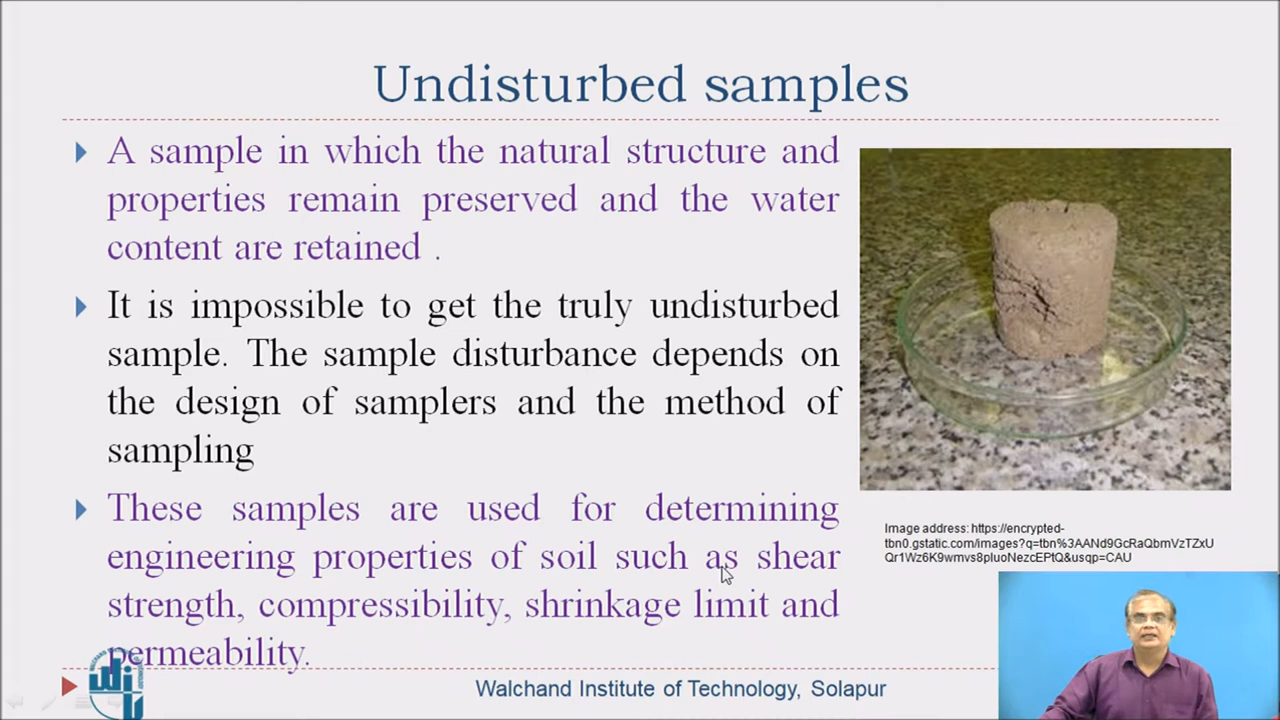 Undisturbed samples
A sample in which the natural structure and
properties remain preserved and the water
content are retained .
It is impossible to get the truly undisturbed
sample. The sample disturbance depends on
the design of samplers and the method of
sampling
These samples are used for determining
engineering properties of soil such as shear
strength, compressibility, shrinkage limit and
permeability.
Image address: https://encrypted-
tbn0.gstatic.com/images?q=tbn%3AANd9GcRaQbmVzTZxU
Qr1Wz6K9wmvs8pluoNezcEPtQ&usqp=CAU
Walchand Institute of Technology, Solapur